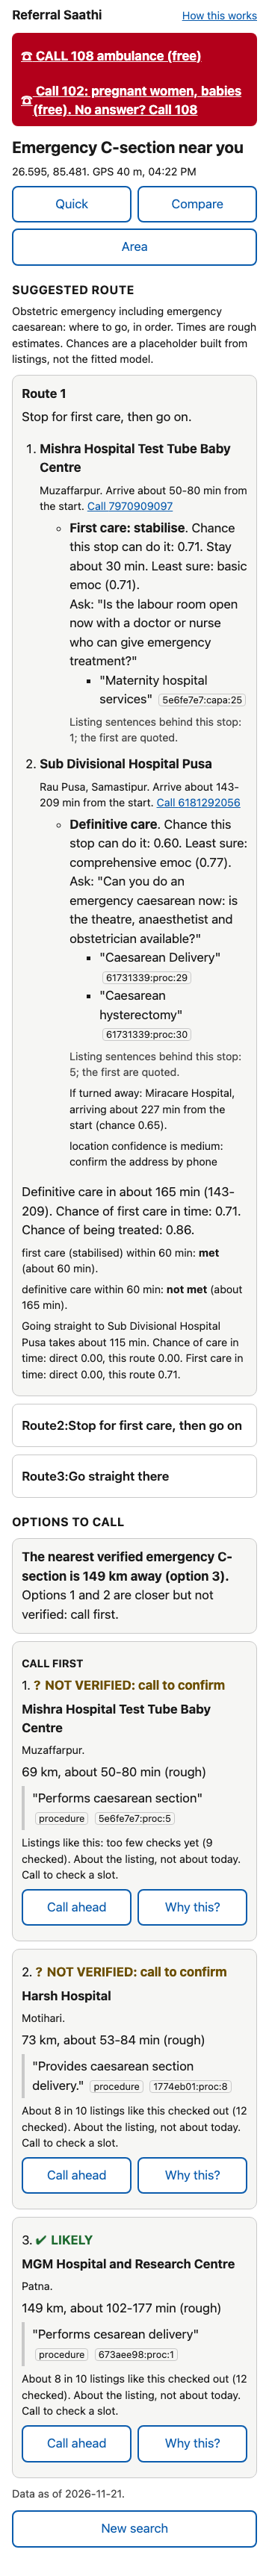 Referral Saathi How this works
☎ CALL 108 ambulance (free)
☎ Call 102: pregnant women, babies
(free). No answer? Call 108
Emergency C-section near you
26.595, 85.481. GPS 40 m, 04:22 PM
Quick Compare
Area
SUGGESTED ROUTE
Obstetric emergency including emergency
caesarean: where to go, in order. Times are rough
estimates. Chances are a placeholder built from
listings, not the fitted model.
Route 1
Stop for first care, then go on.
1. Mishra Hospital Test Tube Baby
Centre
Muzaffarpur. Arrive about 50-80 min from
the start. Call 7970909097
First care: stabilise. Chance
this stop can do it: 0.71. Stay
about 30 min. Least sure: basic
emoc (0.71).
Ask: "Is the labour room open
now with a doctor or nurse
who can give emergency
treatment?"
"Maternity hospital
services" 5e6fe7e7:capa:25
Listing sentences behind this stop:
1; the first are quoted.
2. Sub Divisional Hospital Pusa
Rau Pusa, Samastipur. Arrive about 143-
209 min from the start. Call 6181292056
Definitive care. Chance this
stop can do it: 0.60. Least sure:
comprehensive emoc (0.77).
Ask: "Can you do an
emergency caesarean now: is
the theatre, anaesthetist and
obstetrician available?"
"Caesarean Delivery"
61731339:proc:29
"Caesarean
hysterectomy"
61731339:proc:30
Listing sentences behind this stop:
5; the first are quoted.
If turned away: Miracare Hospital,
arriving about 227 min from the
start (chance 0.65).
location confidence is medium:
confirm the address by phone
Definitive care in about 165 min (143-
209). Chance of first care in time: 0.71.
Chance of being treated: 0.86.
first care (stabilised) within 60 min: met
(about 60 min).
definitive care within 60 min: not met (about
165 min).
Going straight to Sub Divisional Hospital
Pusa takes about 115 min. Chance of care in
time: direct 0.00, this route 0.00. First care in
time: direct 0.00, this route 0.71.
Route2:Stop for first care, then go on
Route3:Go straight there
OPTIONS TO CALL
The nearest verified emergency C-
section is 149 km away (option 3).
Options 1 and 2 are closer but not
verified: call first.
CALL FIRST
1. ? NOT VERIFIED: call to confirm
Mishra Hospital Test Tube Baby
Centre
Muzaffarpur.
69 km, about 50-80 min (rough)
"Performs caesarean section"
procedure 5e6fe7e7:proc:5
Listings like this: too few checks yet (9
checked). About the listing, not about today.
Call to check a slot.
Call ahead Why this?
2. ? NOT VERIFIED: call to confirm
Harsh Hospital
Motihari.
73 km, about 53-84 min (rough)
"Provides caesarean section
delivery." procedure 1774eb01:proc:8
About 8 in 10 listings like this checked out (12
checked). About the listing, not about today.
Call to check a slot.
Call ahead Why this?
3. ✔ LIKELY
MGM Hospital and Research Centre
Patna.
149 km, about 102-177 min (rough)
"Performs cesarean delivery"
procedure 673aee98:proc:1
About 8 in 10 listings like this checked out (12
checked). About the listing, not about today.
Call to check a slot.
Call ahead Why this?
Data as of 2026-11-21.
New search